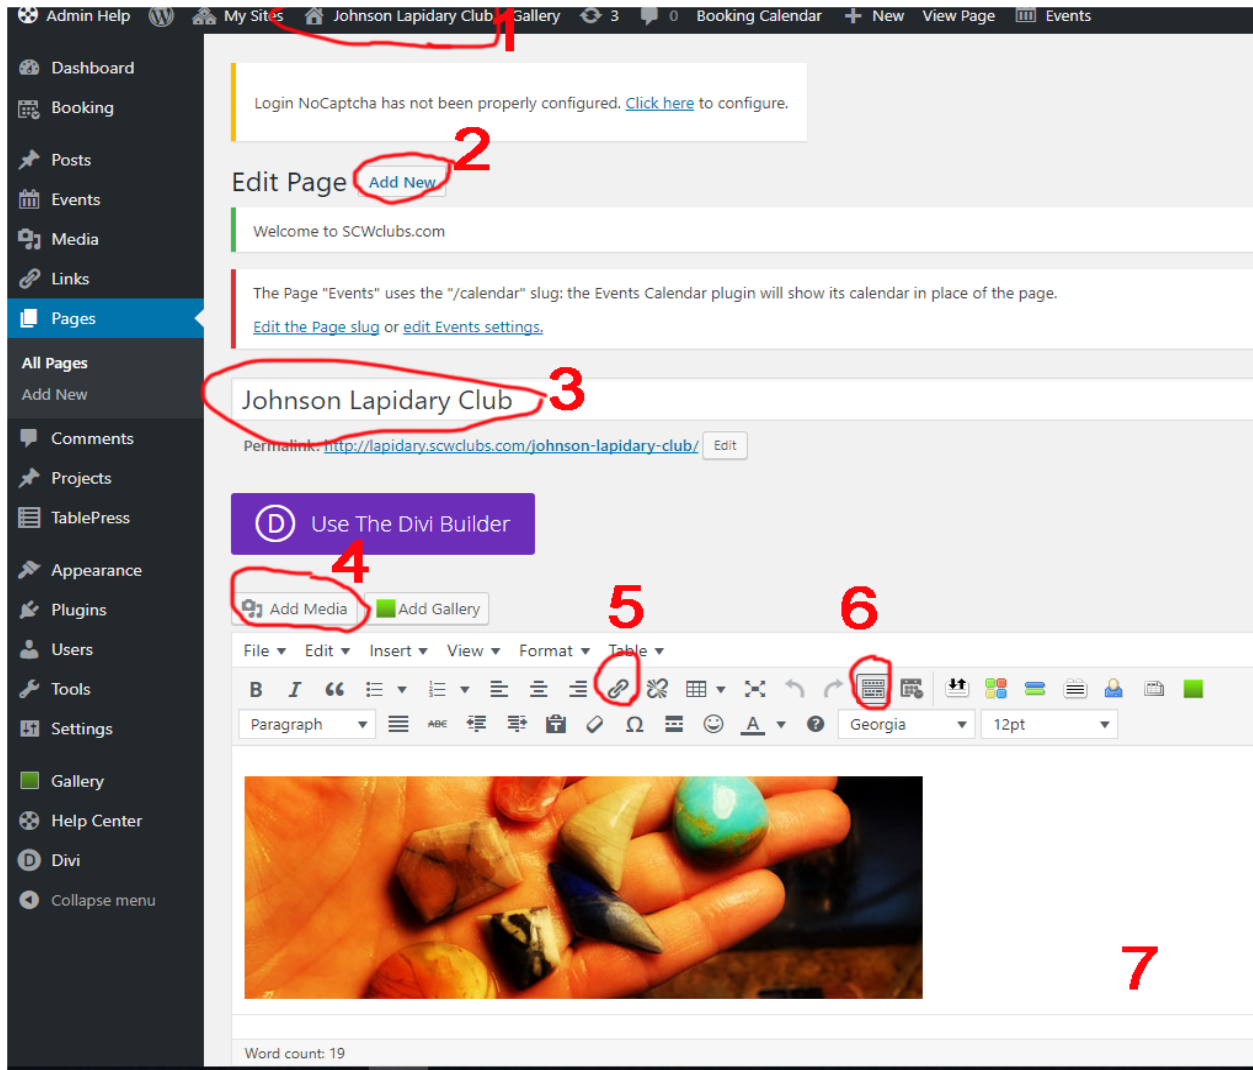 Admin Help My Sites Johnson Lapidary Club Gallery 3 0 Booking Calendar New View Page Events
1
Dashboard
Booking
Posts
Events
Media
Links
Pages
All Pages
Add New
Comments
Projects
TablePress
Appearance
Plugins
Users
Tools
Settings
Gallery
Help Center
Divi
Collapse menu
Login NoCaptcha has not been properly configured. Click here to configure.
2
Edit Page Add New
Welcome to SCWclubs.com
The Page "Events" uses the "/calendar" slug: the Events Calendar plugin will show its calendar in place of the page.
Edit the Page slug or edit Events settings.
3
Johnson Lapidary Club
Permalink: http://lapidary.scwclubs.com/johnson-lapidary-club/ Edit
D Use The Divi Builder
4
Add Media Add Gallery
5 6
File Edit Insert View Format Table
B I
Paragraph ABC Ω A Georgia 12pt
7
Word count: 19